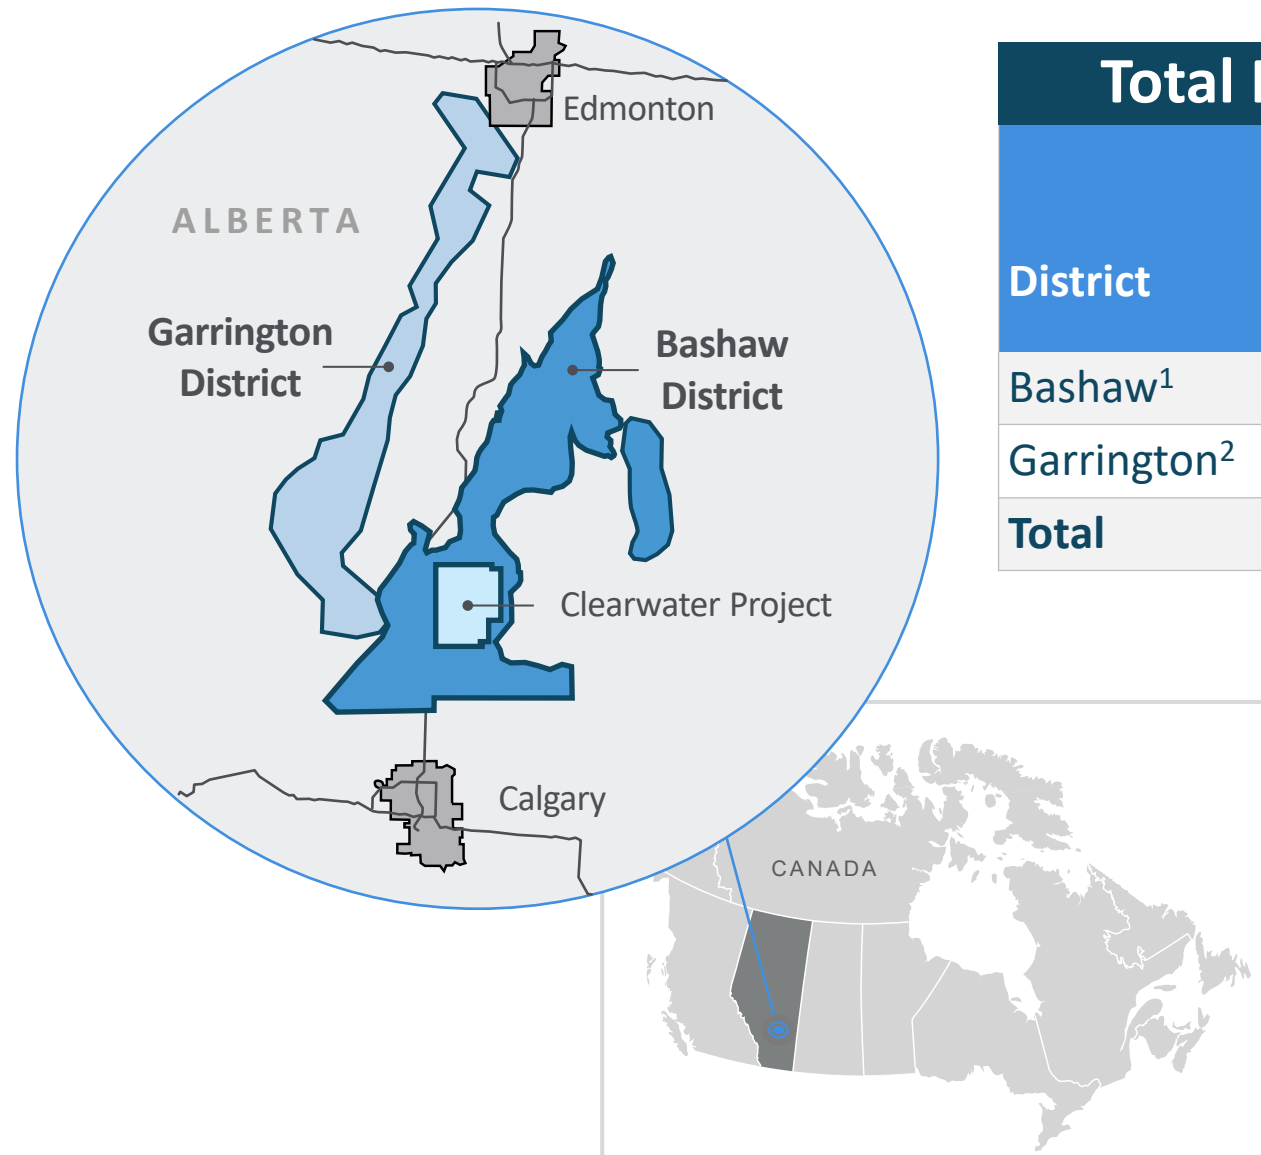 Edmonton
ALBERTA
Garrington
District
Bashaw
District
Clearwater Project
Calgary
Total
District
Bashaw1
Garrington2
Total
CANADA